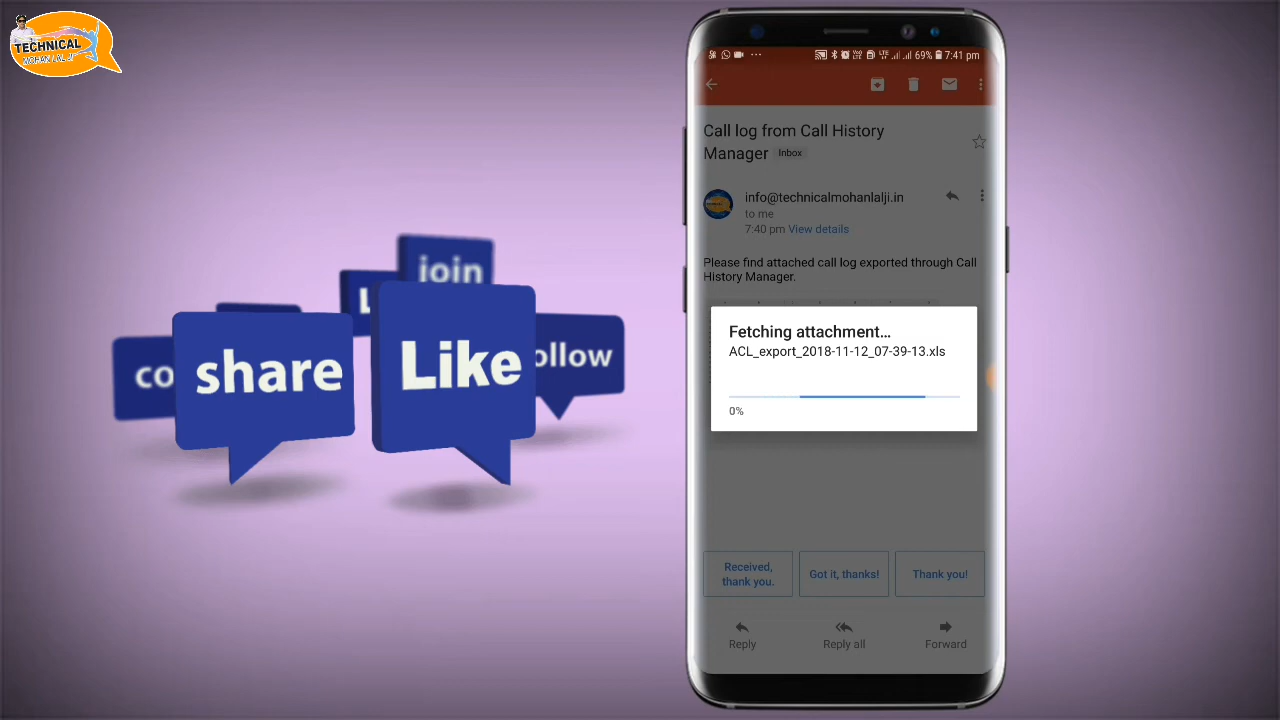 TECHNICAL
MOHAN LAL JI
join
L
co
share
Like
ollow
69% 7:41 pm
Call log from Call History
Manager Inbox
info@technicalmohanlalji.in
to me
7:40 pm View details
Please find attached call log exported through Call
History Manager.
Fetching attachment...
ACL_export_2018-11-12_07-39-13.xls
0%
Received,
thank you.
Got it, thanks!
Thank you!
Reply
Reply all
Forward